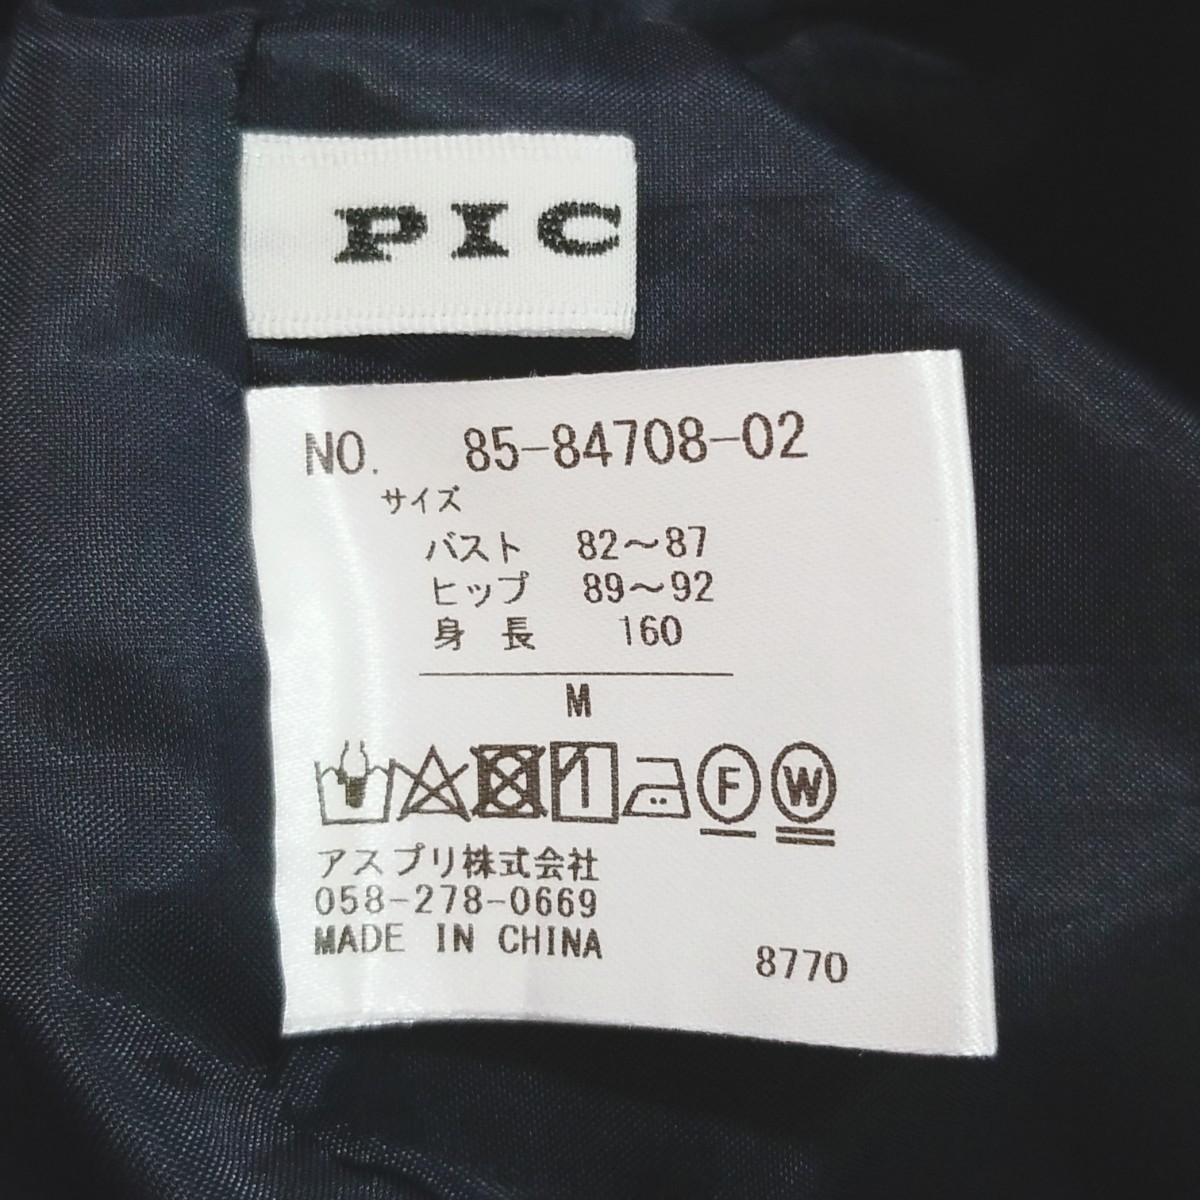 PIC
NO. 85-84708-02
サイズ
バスト 82～87
ヒップ 89～92
身長 160
M
F W
アスプリ株式会社
058-278-0669
MADE IN CHINA
8770